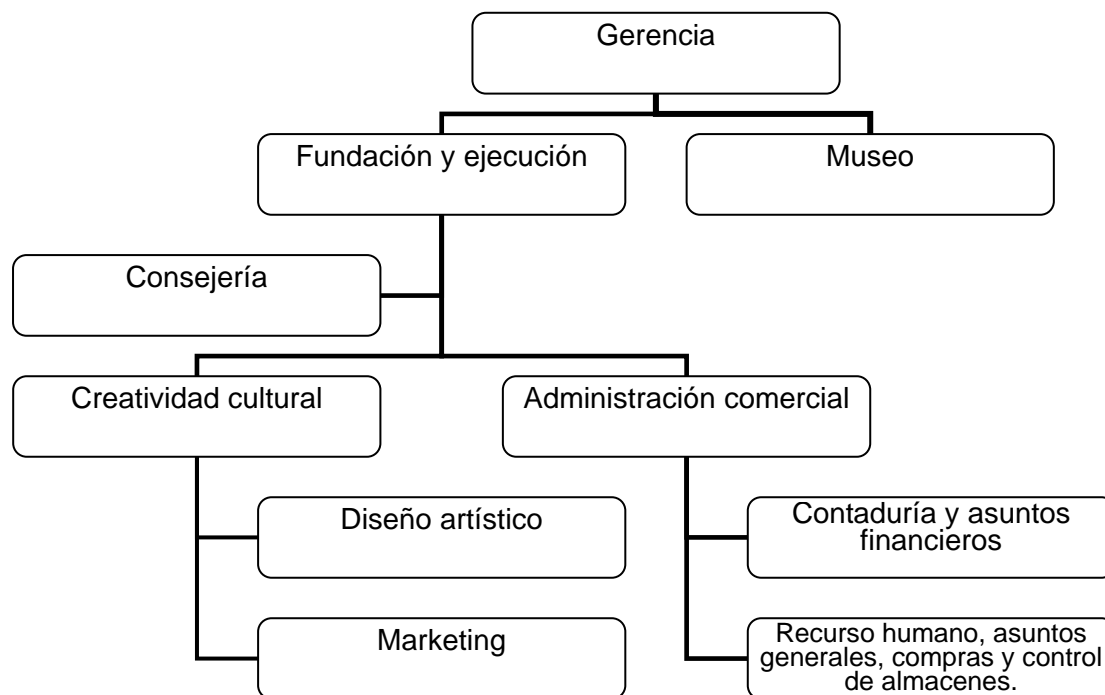 Gerencia
Fundación y ejecución
Museo
Consejería
Creatividad cultural
Administración comercial
Diseño artístico
Contaduría y asuntos
financieros
Marketing
Recurso humano, asuntos
generales, compras y control
de almacenes.